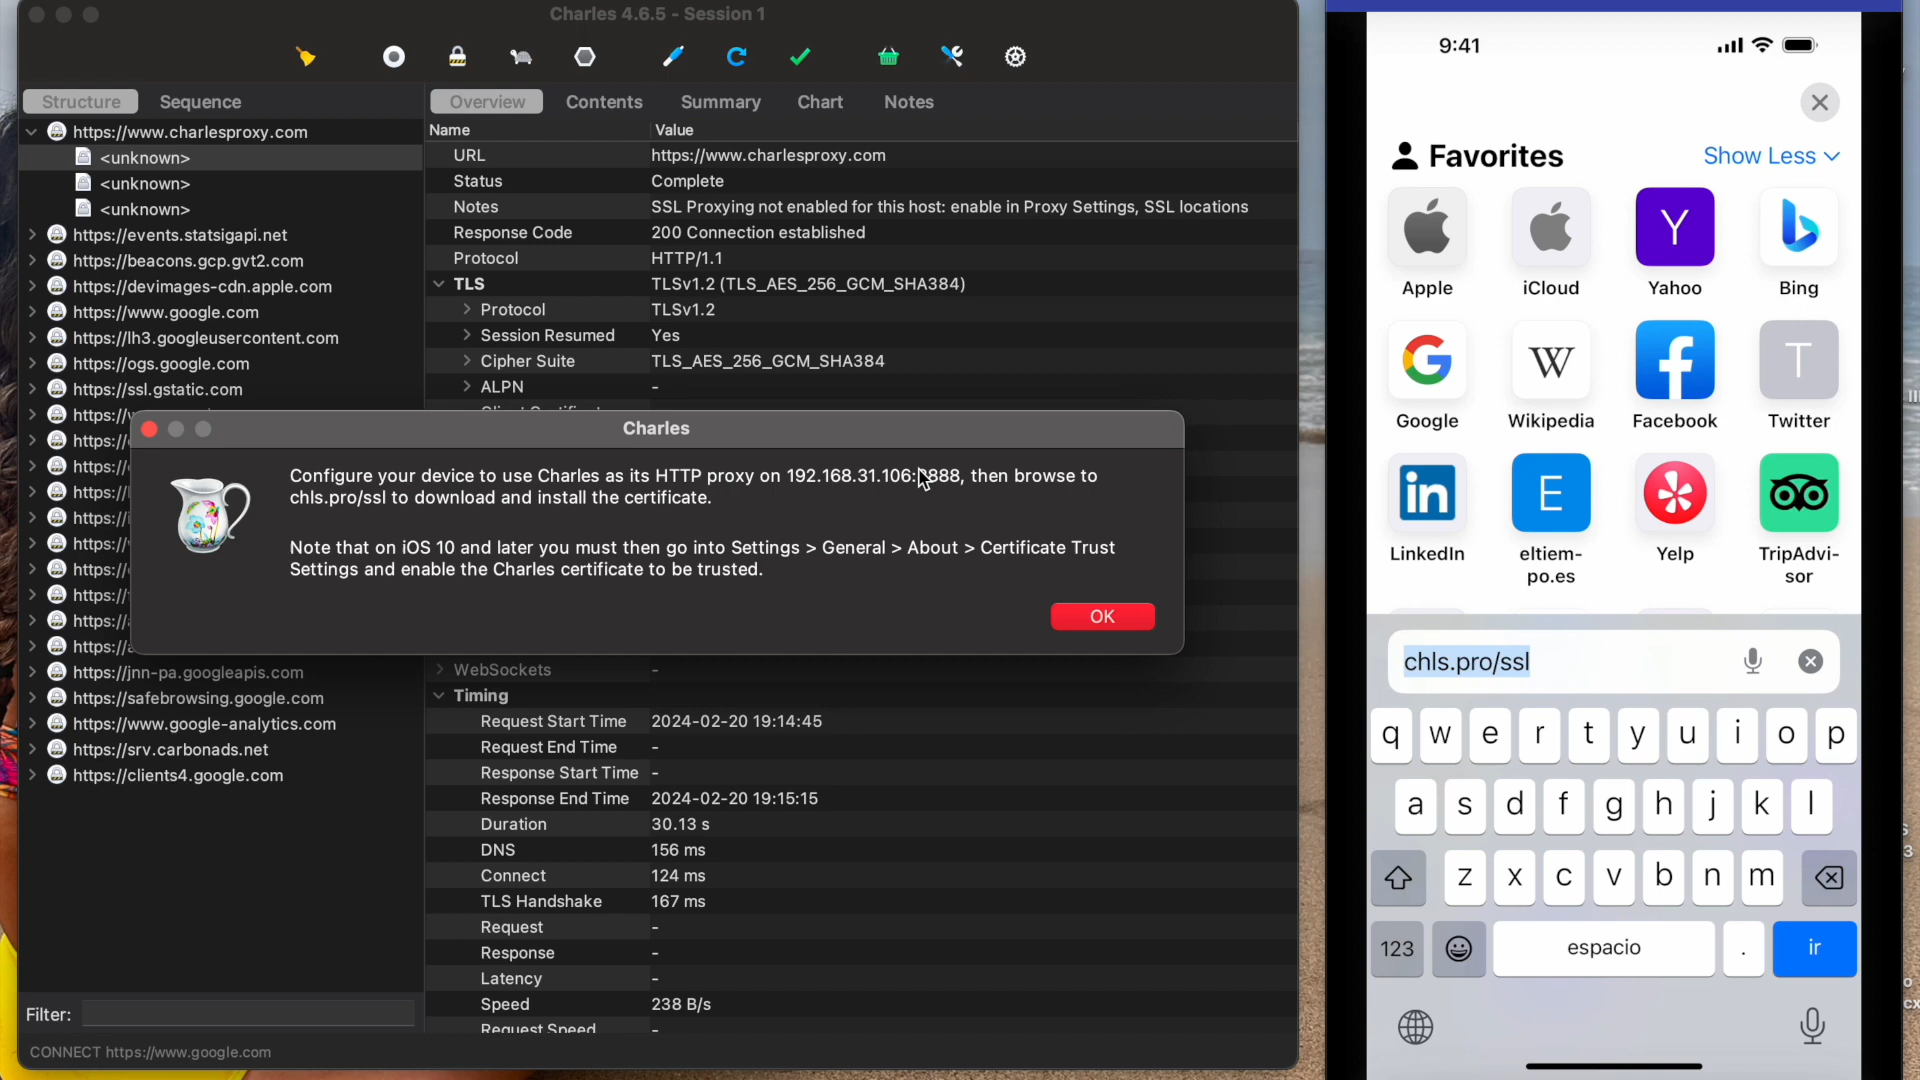 Charles 4.6.5 - Session 1
Structure
Sequence
https://www.charlesproxy.com
<unknown>
<unknown>
<unknown>
https://events.statsigapi.net
https://beacons.gcp.gvt2.com
https://devimages-cdn.apple.com
https://www.google.com
https://lh3.googleusercontent.com
https://ogs.google.com
https://ssl.gstatic.com
https://
https://
https://
https://
https://
https://
https://
https://
https://
https://
https://jnn-pa.googleapis.com
https://safebrowsing.google.com
https://www.google-analytics.com
https://srv.carbonads.net
https://clients4.google.com
Filter:
CONNECT https://www.google.com
Overview
Contents
Summary
Chart
Notes
Name Value
URL https://www.charlesproxy.com
Status Complete
Notes SSL Proxying not enabled for this host: enable in Proxy Settings, SSL locations
Response Code 200 Connection established
Protocol HTTP/1.1
TLS TLSv1.2 (TLS_AES_256_GCM_SHA384)
Protocol TLSv1.2
Session Resumed Yes
Cipher Suite TLS_AES_256_GCM_SHA384
ALPN -
Charles
Configure your device to use Charles as its HTTP proxy on 192.168.31.106:8888, then browse to
chls.pro/ssl to download and install the certificate.
Note that on iOS 10 and later you must then go into Settings > General > About > Certificate Trust
Settings and enable the Charles certificate to be trusted.
OK
WebSockets -
Timing
Request Start Time 2024-02-20 19:14:45
Request End Time -
Response Start Time -
Response End Time 2024-02-20 19:15:15
Duration 30.13 s
DNS 156 ms
Connect 124 ms
TLS Handshake 167 ms
Request -
Response -
Latency -
Speed 238 B/s
Request Speed -
9:41
Favorites
Show Less
Y
Apple
iCloud
Yahoo
Bing
G
W
f
T
Google
Wikipedia
Facebook
Twitter
in
E
LinkedIn
eltiem-
po.es
Yelp
TripAdvi-
sor
chls.pro/ssl
q w e r t y u i o p
a s d f g h j k l
z x c v b n m
123
espacio
.
ir